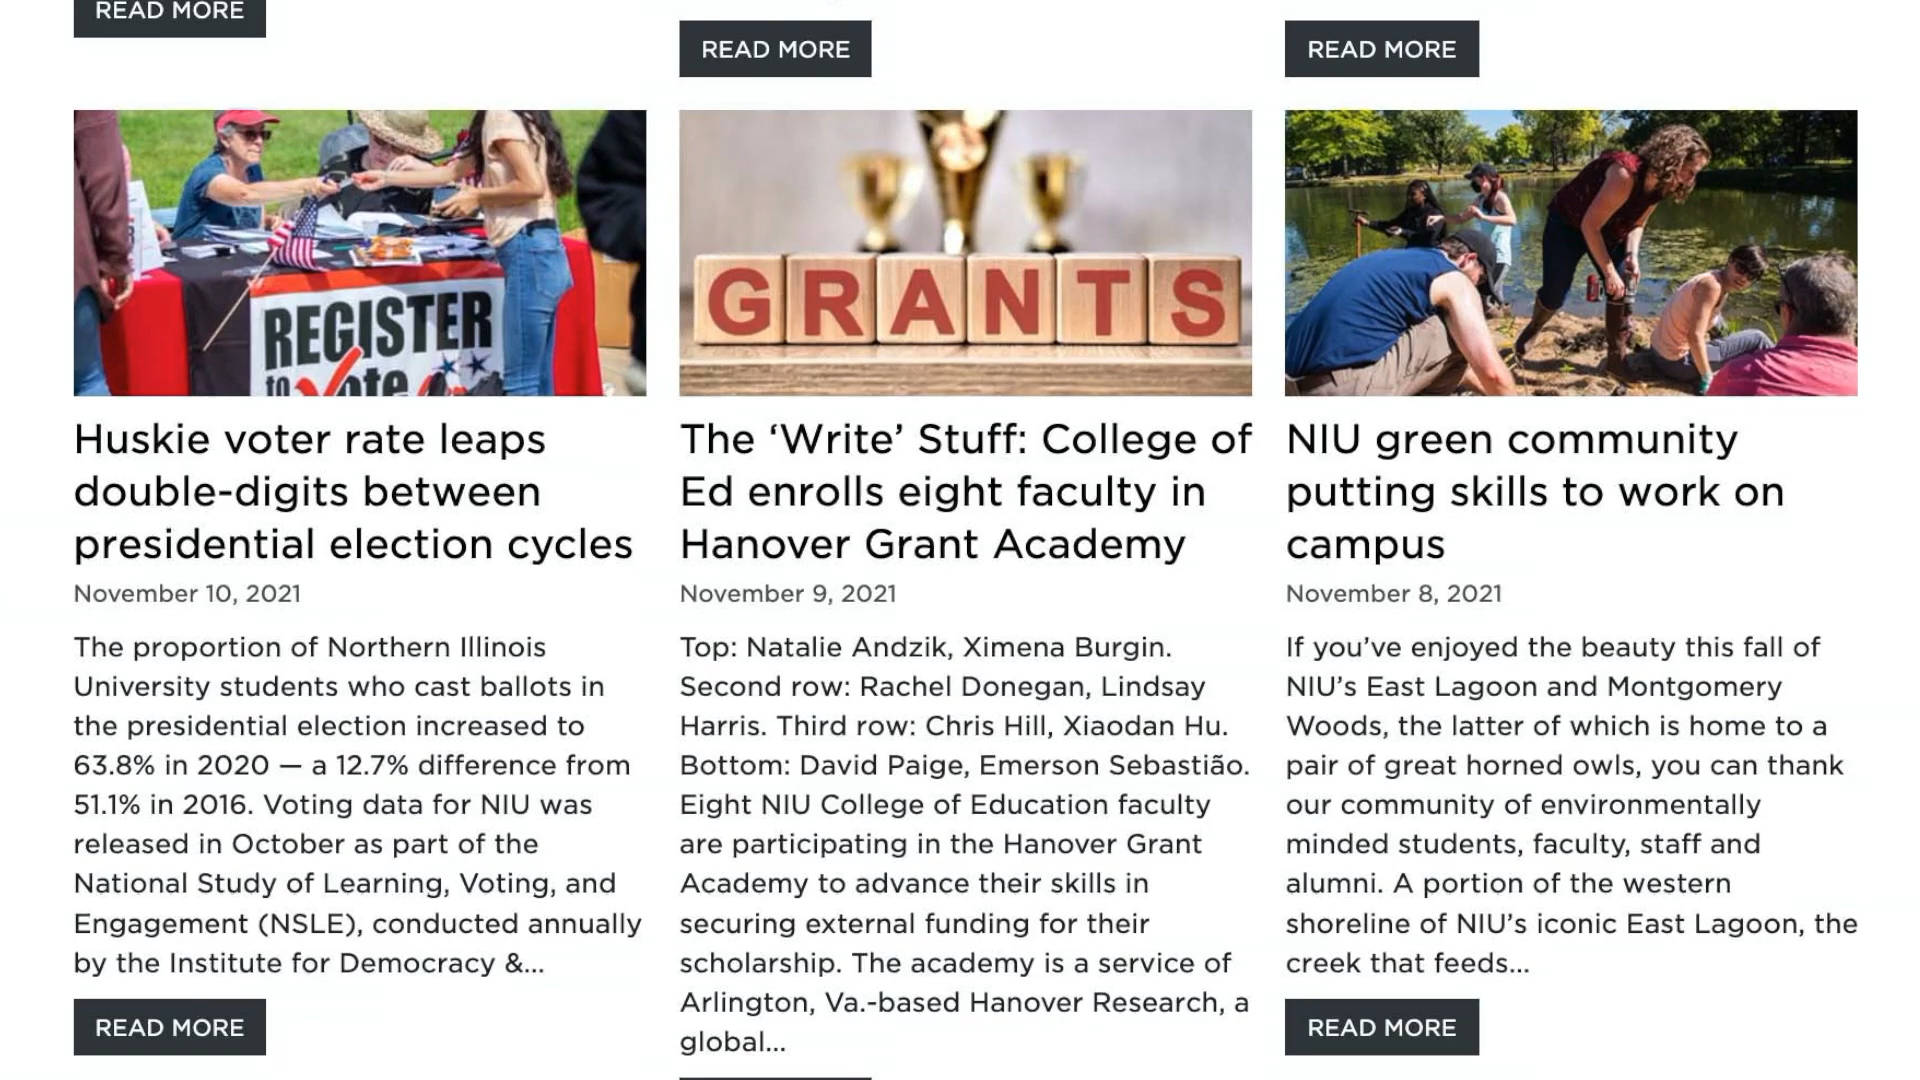 READ MORE
READ MORE
READ MORE
REGISTER
to Vote
GRANTS
Huskie voter rate leaps
double-digits between
presidential election cycles
November 10, 2021
The proportion of Northern Illinois
University students who cast ballots in
the presidential election increased to
63.8% in 2020 — a 12.7% difference from
51.1% in 2016. Voting data for NIU was
released in October as part of the
National Study of Learning, Voting, and
Engagement (NSLE), conducted annually
by the Institute for Democracy &...
READ MORE
The ‘Write’ Stuff: College of
Ed enrolls eight faculty in
Hanover Grant Academy
November 9, 2021
Top: Natalie Andzik, Ximena Burgin.
Second row: Rachel Donegan, Lindsay
Harris. Third row: Chris Hill, Xiaodan Hu.
Bottom: David Paige, Emerson Sebastião.
Eight NIU College of Education faculty
are participating in the Hanover Grant
Academy to advance their skills in
securing external funding for their
scholarship. The academy is a service of
Arlington, Va.-based Hanover Research, a
global...
NIU green community
putting skills to work on
campus
November 8, 2021
If you’ve enjoyed the beauty this fall of
NIU’s East Lagoon and Montgomery
Woods, the latter of which is home to a
pair of great horned owls, you can thank
our community of environmentally
minded students, faculty, staff and
alumni. A portion of the western
shoreline of NIU’s iconic East Lagoon, the
creek that feeds...
READ MORE